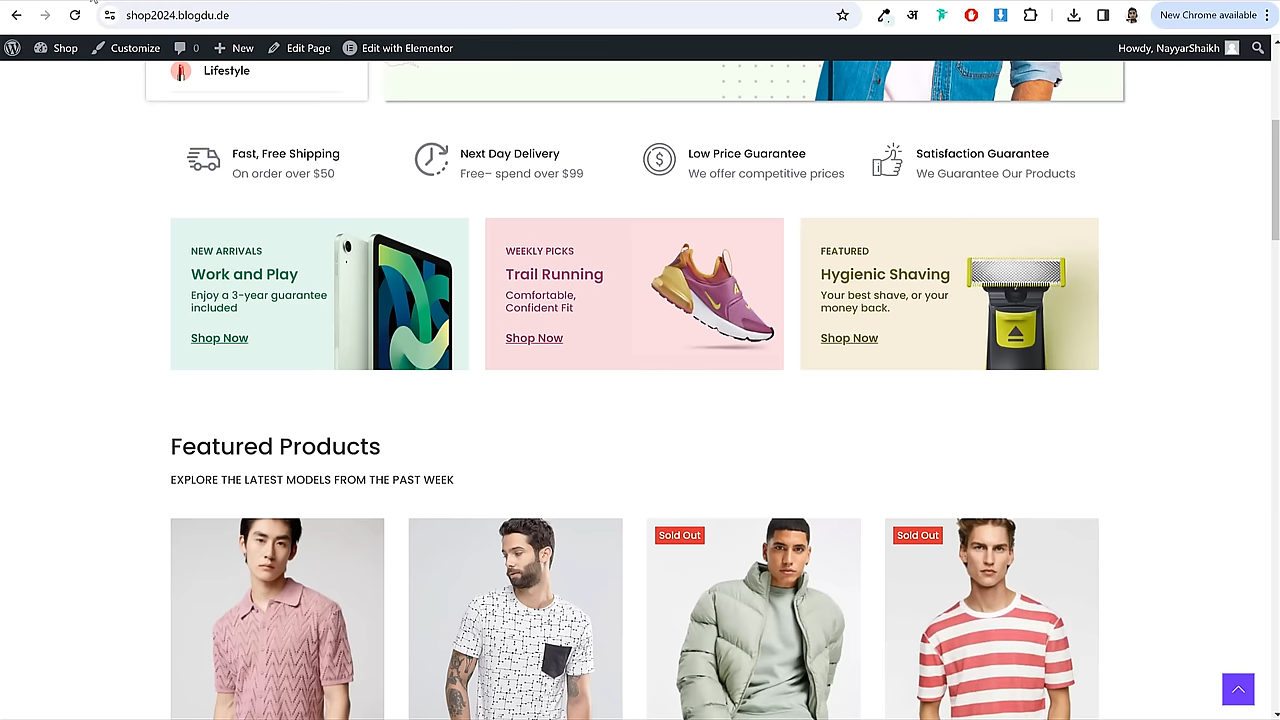 shop2024.blogdu.de
अ
New Chrome available
Shop
Customize
0
New
Edit Page
Edit with Elementor
Howdy, NayyarShaikh
Lifestyle
Fast, Free Shipping
On order over $50
Next Day Delivery
Free– spend over $99
Low Price Guarantee
We offer competitive prices
Satisfaction Guarantee
We Guarantee Our Products
NEW ARRIVALS
Work and Play
Enjoy a 3-year guarantee
included
Shop Now
WEEKLY PICKS
Trail Running
Comfortable,
Confident Fit
Shop Now
FEATURED
Hygienic Shaving
Your best shave, or your
money back.
Shop Now
Featured Products
EXPLORE THE LATEST MODELS FROM THE PAST WEEK
Sold Out
Sold Out